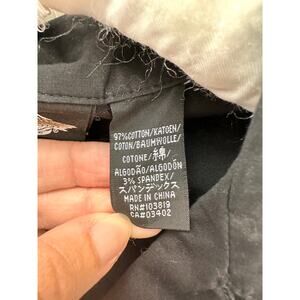 97%COTTON/KATOEN/
COTON/BAUMWOLLE/
COTONE/綿/
ALGODÃO/ALGODÓN
3% SPANDEX/
スパンデックス
MADE IN CHINA
RN#103819
CA#03402